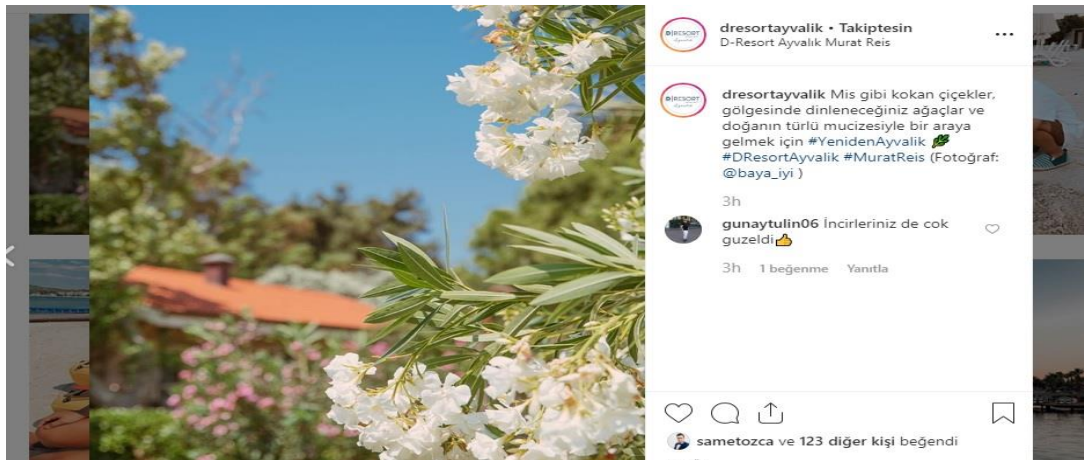 dresortayvalik • Takiptesin
D-Resort Ayvalık Murat Reis
dresortayvalik Mis gibi kokan çiçekler,
gölgesinde dinleneceğiniz ağaçlar ve
doğanın türlü mucizesiyle bir araya
gelmek için #YenidenAyvalik 🌿
#DResortAyvalik #MuratReis (Fotoğraf:
@baya_iyi )
3h
gunaytulin06 İncirleriniz de cok
guzeldi👍
3h 1 beğenme Yanıtla
sametozca ve 123 diğer kişi beğendi